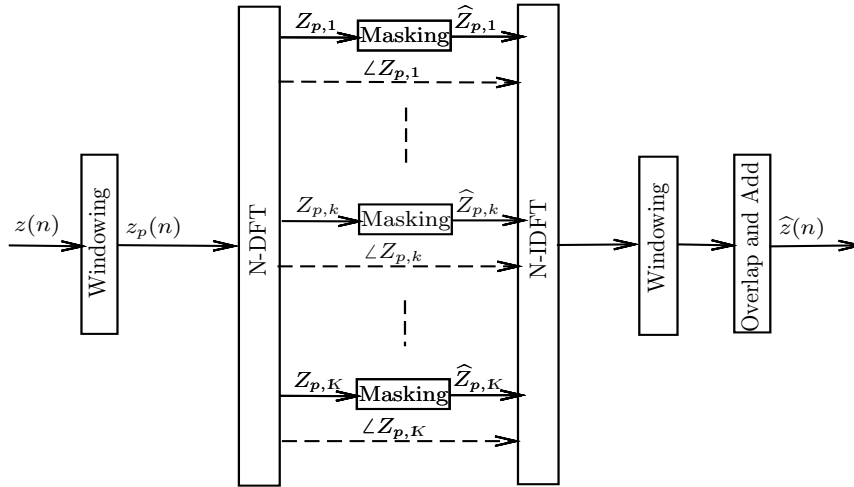 z(n)
Windowing
z_p(n)
N-DFT
Z_{p,1}
Masking
\widehat{Z}_{p,1}
∠Z_{p,1}
Z_{p,k}
Masking
\widehat{Z}_{p,k}
∠Z_{p,k}
Z_{p,K}
Masking
\widehat{Z}_{p,K}
∠Z_{p,K}
N-IDFT
Windowing
Overlap and Add
\widehat{z}(n)